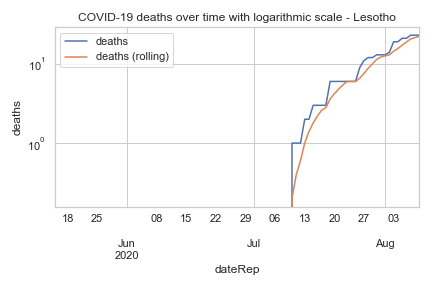 COVID-19 deaths over time with logarithmic scale - Lesotho
deaths
deaths (rolling)
10¹
10⁰
deaths
18 25 08 15 22 29 06 13 20 27 03
Jun Jul Aug
2020
dateRep